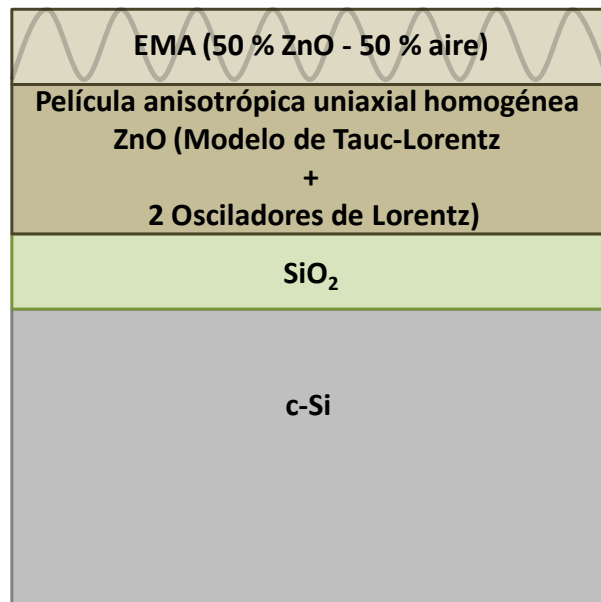 EMA (50 % ZnO - 50 % aire)
Película anisotrópica uniaxial homogénea
ZnO (Modelo de Tauc-Lorentz
+
2 Osciladores de Lorentz)
SiO₂
c-Si